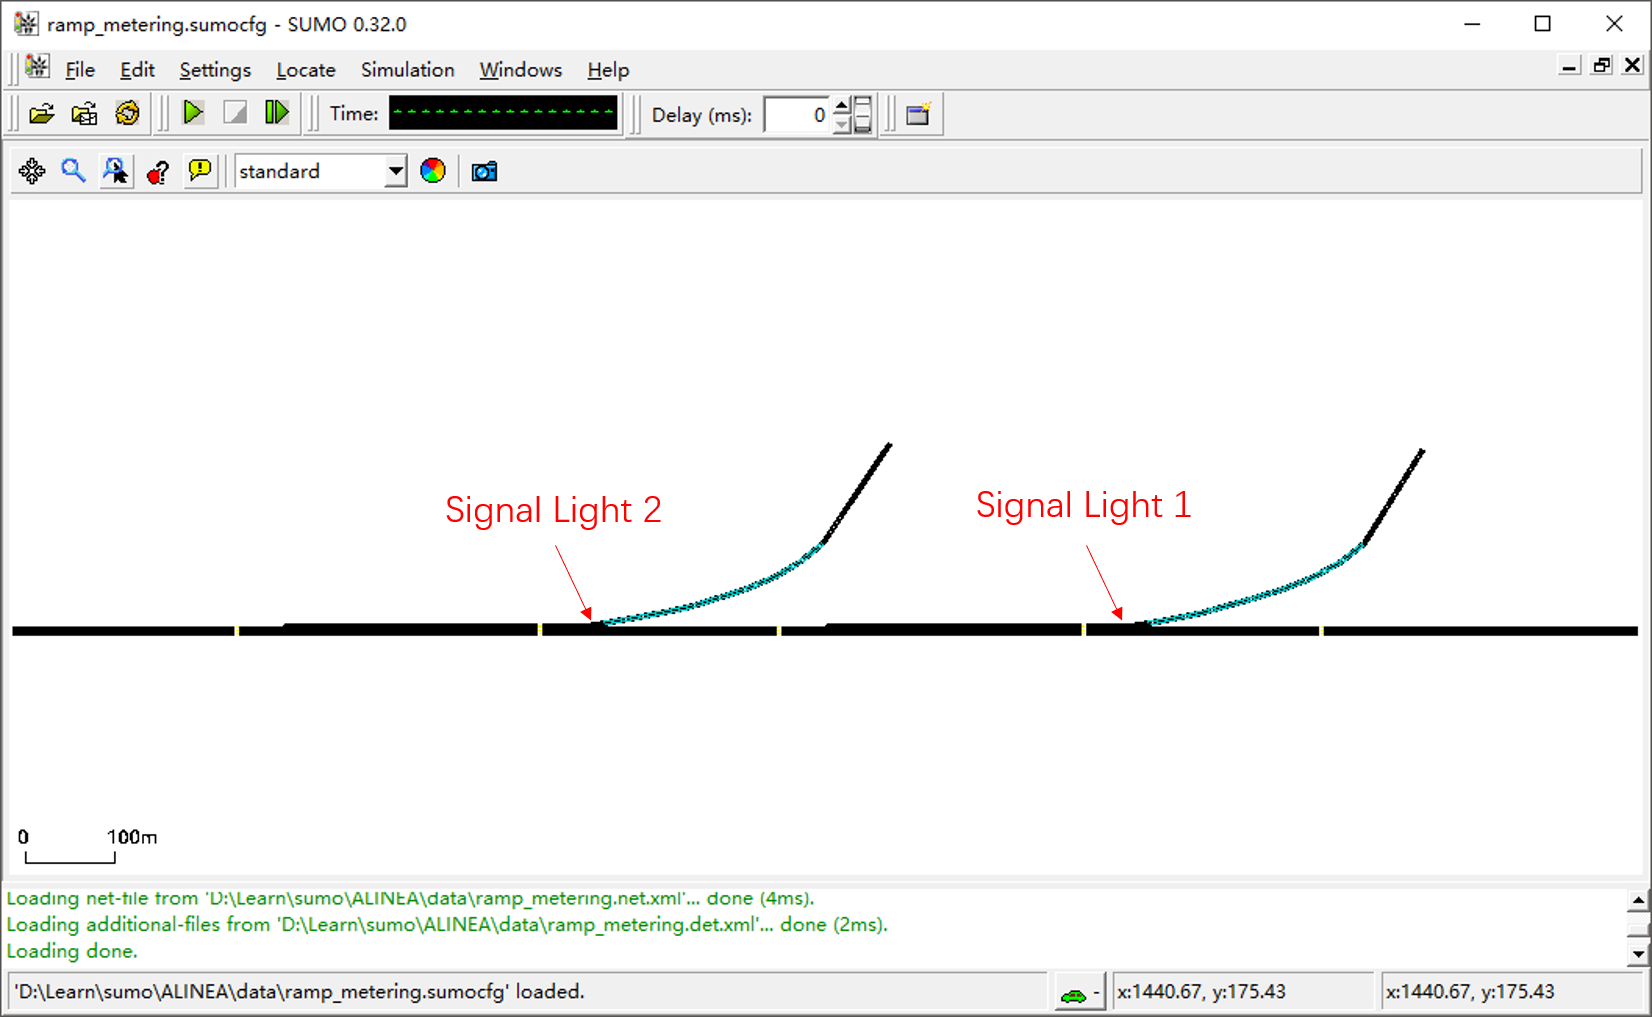 ramp_metering.sumocfg - SUMO 0.32.0
File Edit Settings Locate Simulation Windows Help
Time: Delay (ms): 0
standard
Signal Light 2 Signal Light 1
0 100m
Loading net-file from 'D:\Learn\sumo\ALINEA\data\ramp_metering.net.xml'... done (4ms).
Loading additional-files from 'D:\Learn\sumo\ALINEA\data\ramp_metering.det.xml'... done (2ms).
Loading done.
'D:\Learn\sumo\ALINEA\data\ramp_metering.sumocfg' loaded. - x:1440.67, y:175.43 x:1440.67, y:175.43